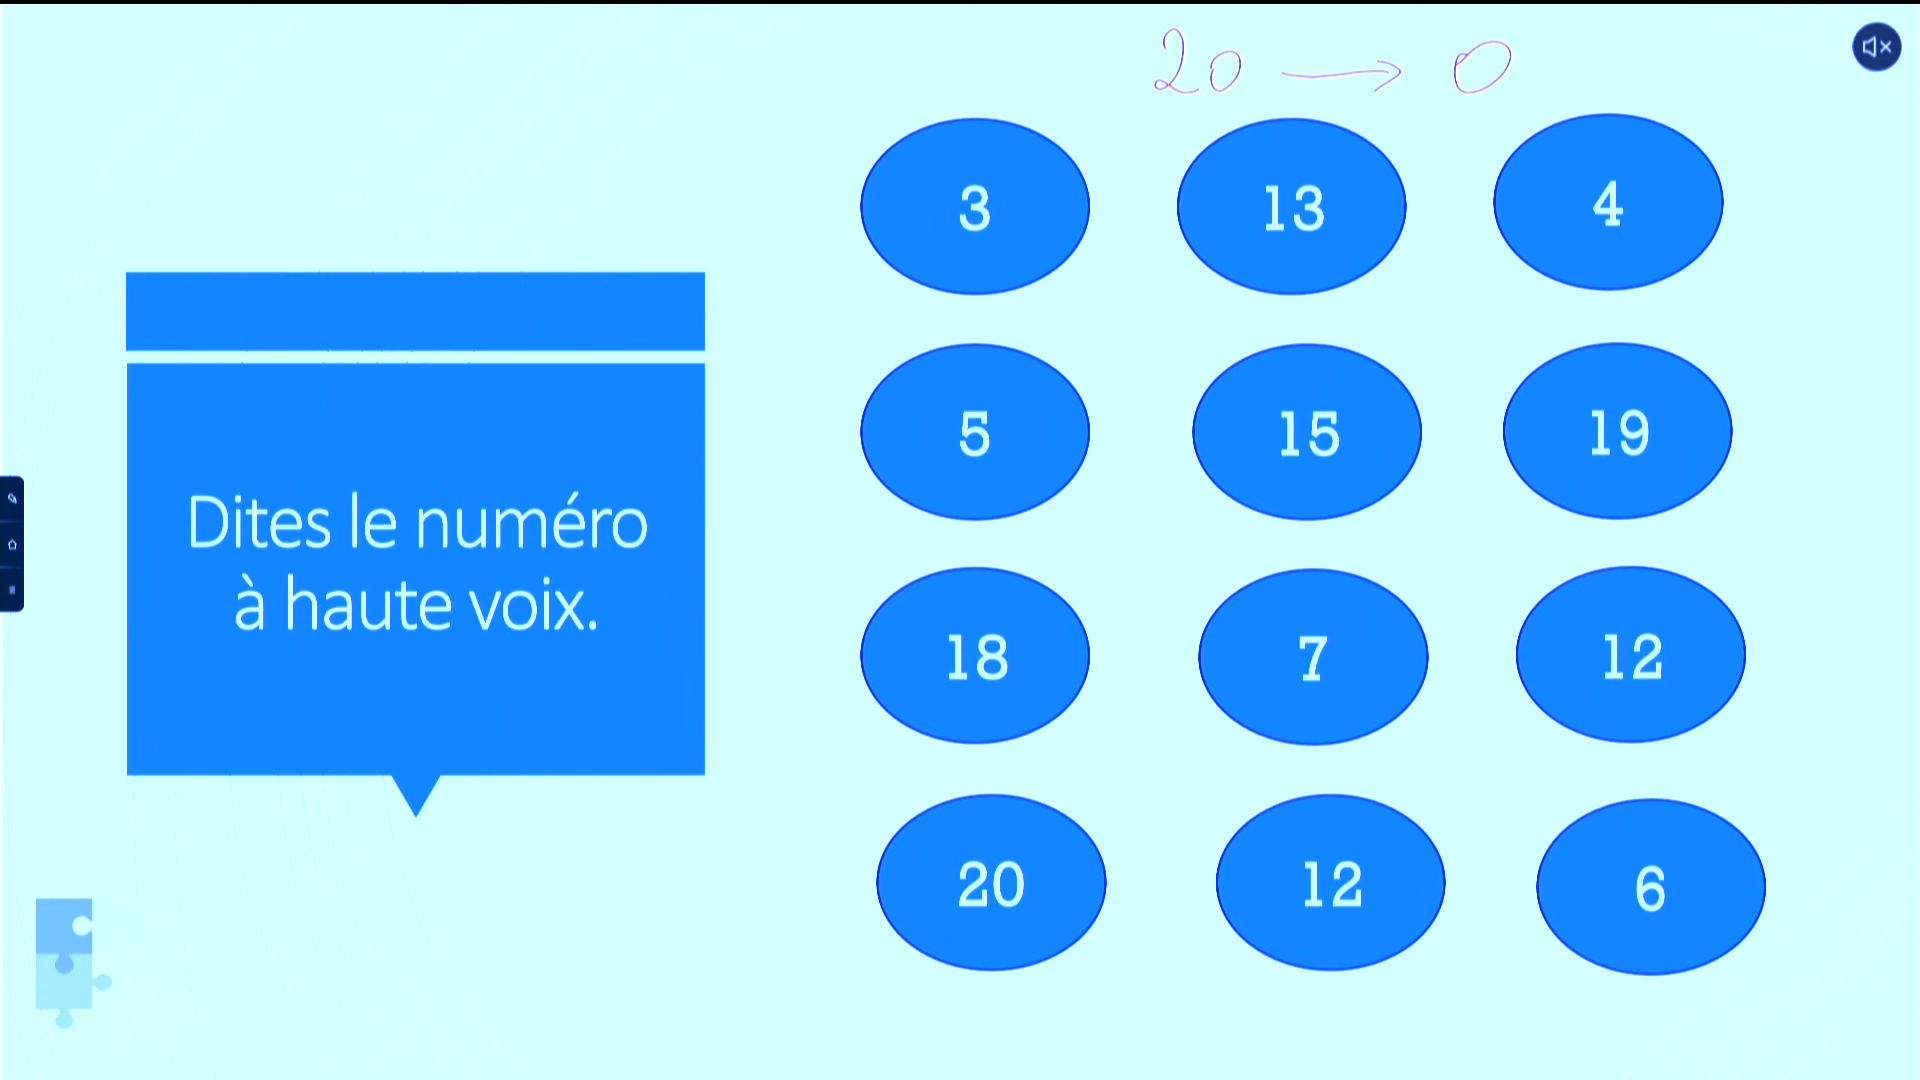 20 → 0
3 13 4
5 15 19
Dites le numéro
à haute voix.
18 7 12
20 12 6